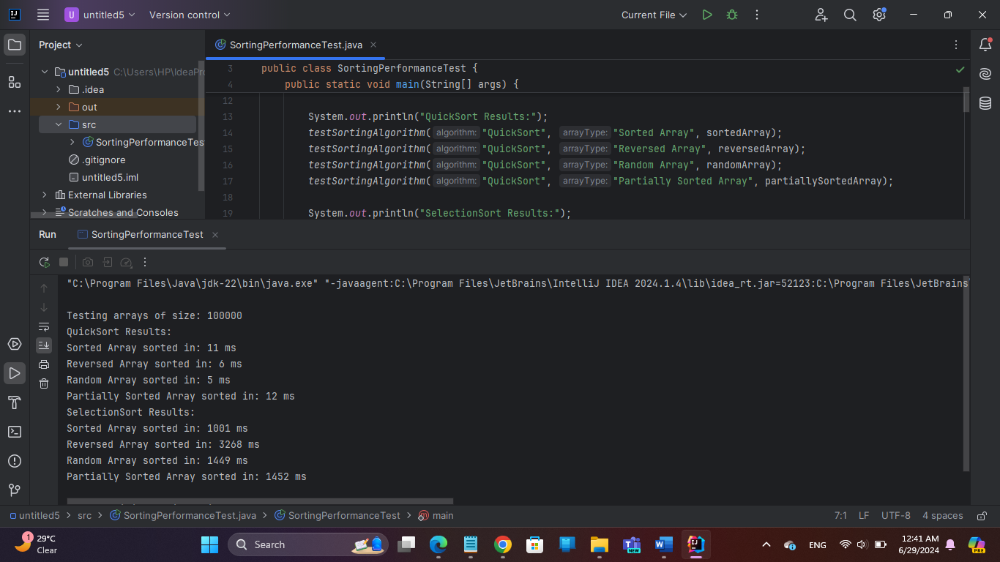 U untitled5 Version control Current File
Project
SortingPerformanceTest.java
untitled5 C:\Users\HP\IdeaPro
.idea
out
src
SortingPerformanceTest
.gitignore
untitled5.iml
External Libraries
Scratches and Consoles
3 public class SortingPerformanceTest {
4 public static void main(String[] args) {
12
13 System.out.println("QuickSort Results:");
14 testSortingAlgorithm( algorithm: "QuickSort", arrayType: "Sorted Array", sortedArray);
15 testSortingAlgorithm( algorithm: "QuickSort", arrayType: "Reversed Array", reversedArray);
16 testSortingAlgorithm( algorithm: "QuickSort", arrayType: "Random Array", randomArray);
17 testSortingAlgorithm( algorithm: "QuickSort", arrayType: "Partially Sorted Array", partiallySortedArray);
18
19 System.out.println("SelectionSort Results:");
Run SortingPerformanceTest
"C:\Program Files\Java\jdk-22\bin\java.exe" "-javaagent:C:\Program Files\JetBrains\IntelliJ IDEA 2024.1.4\lib\idea_rt.jar=52123:C:\Program Files\JetBrains
Testing arrays of size: 100000
QuickSort Results:
Sorted Array sorted in: 11 ms
Reversed Array sorted in: 6 ms
Random Array sorted in: 5 ms
Partially Sorted Array sorted in: 12 ms
SelectionSort Results:
Sorted Array sorted in: 1001 ms
Reversed Array sorted in: 3268 ms
Random Array sorted in: 1449 ms
Partially Sorted Array sorted in: 1452 ms
untitled5 > src > SortingPerformanceTest.java > SortingPerformanceTest > main 7:1 LF UTF-8 4 spaces
1 29°C
Clear
Search
NEW
ENG
12:41 AM
6/29/2024
PRE